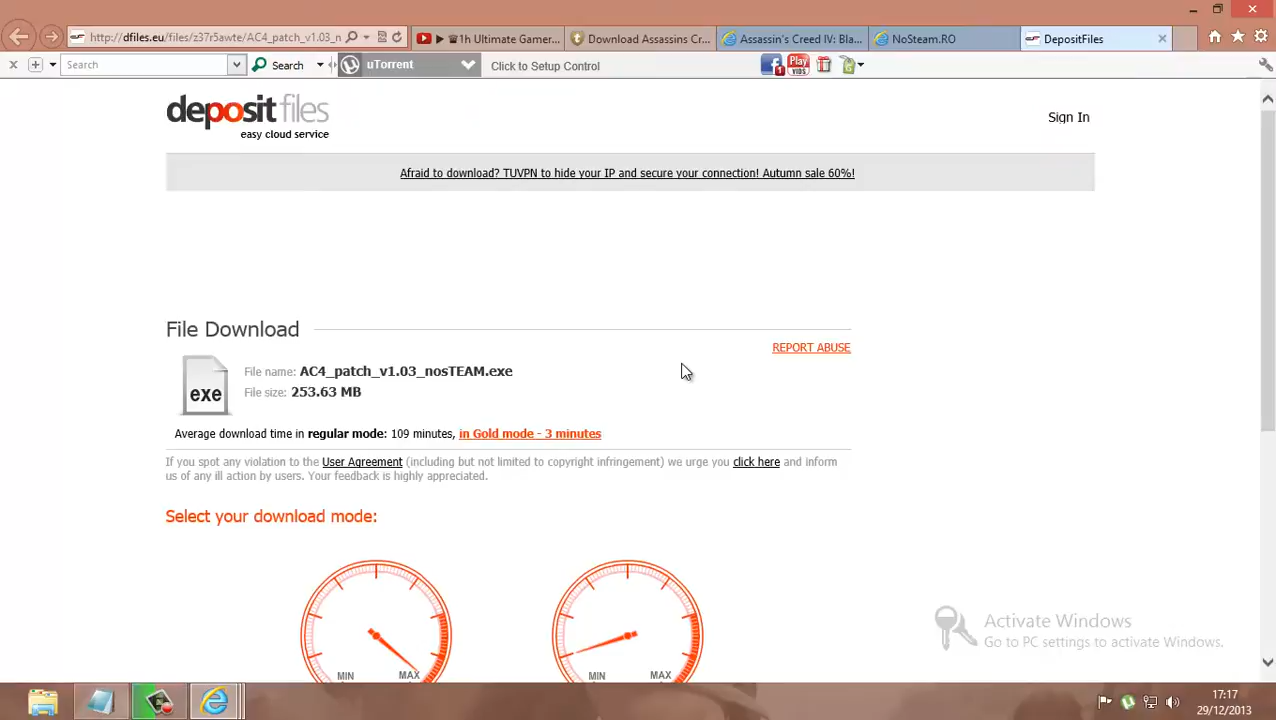 http://dfiles.eu/files/z37r5awte/AC4_patch_v1.03_n
1h Ultimate Gamer...
Download Assassins Cr...
Assassin's Creed IV: Bla...
NoSteam.RO
DepositFiles
Search
Search
uTorrent
Click to Setup Control
1
Play
VIDS
depositfiles
easy cloud service
Sign In
Afraid to download? TUVPN to hide your IP and secure your connection! Autumn sale 60%!
File Download
REPORT ABUSE
exe
File name: AC4_patch_v1.03_nosTEAM.exe
File size: 253.63 MB
Average download time in regular mode: 109 minutes, in Gold mode - 3 minutes
If you spot any violation to the User Agreement (including but not limited to copyright infringement) we urge you click here and inform
us of any ill action by users. Your feedback is highly appreciated.
Select your download mode:
MIN MAX
MIN MAX
Activate Windows
Go to PC settings to activate Windows.
17:17
29/12/2013